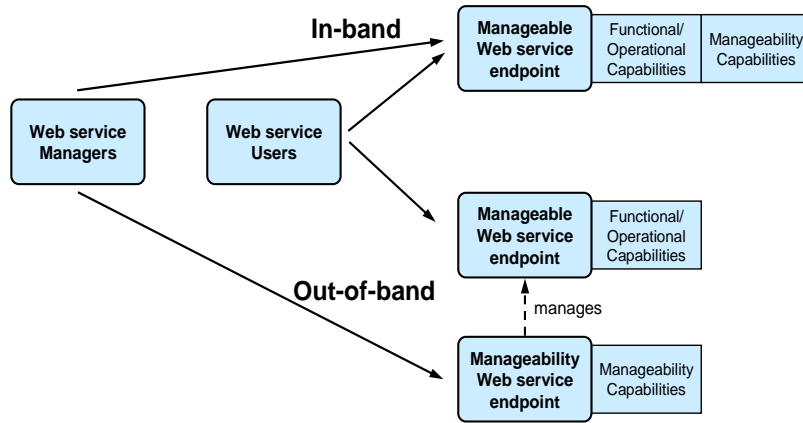 In-band
Manageable
Web service
endpoint
Functional/
Operational
Capabilities
Manageability
Capabilities
Web service
Managers
Web service
Users
Manageable
Web service
endpoint
Functional/
Operational
Capabilities
Out-of-band
manages
Manageability
Web service
endpoint
Manageability
Capabilities